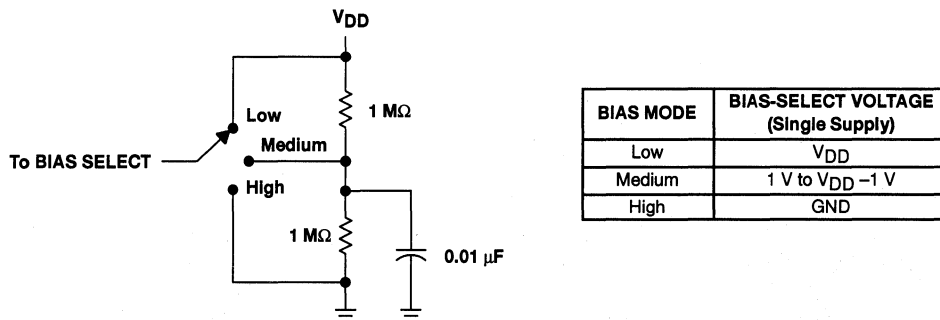 VDD
Low
1 MΩ
Medium
To BIAS SELECT
High
1 MΩ
0.01 μF
BIAS MODE BIAS-SELECT VOLTAGE (Single Supply)
Low VDD
Medium 1 V to VDD –1 V
High GND